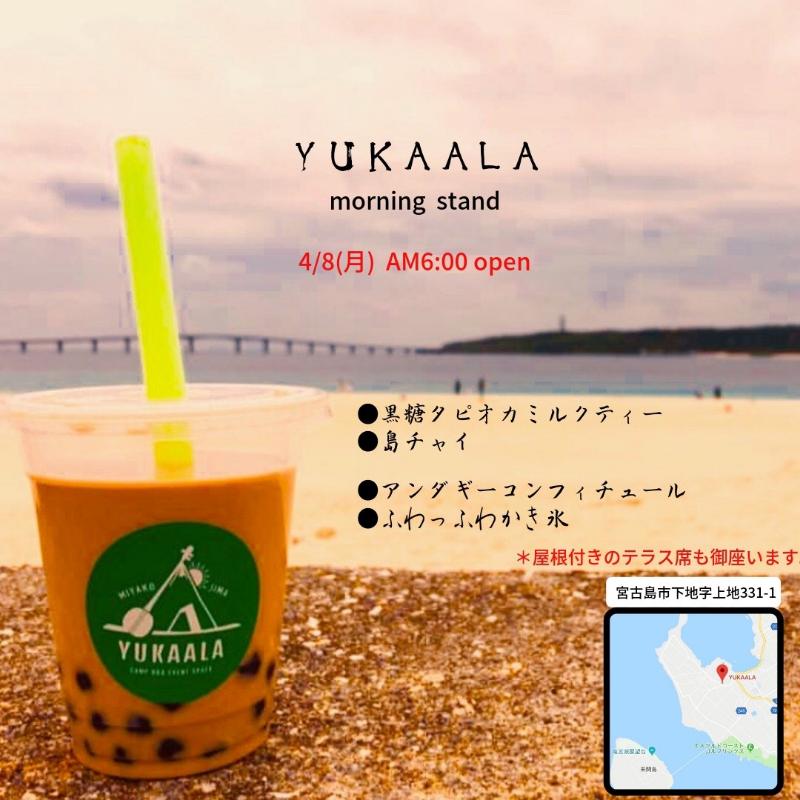 YUKAALA
morning stand
4/8(月) AM6:00 open
●黒糖タピオカミルクティー
●島チャイ
●アンダギーコンフィチュール
●ふわっふわかき氷
＊屋根付きのテラス席も御座います
宮古島市下地字上地331-1
MIYAKO JIMA
YUKAALA
CAMP BBQ EVENT SPACE
YUKAALA
来間島